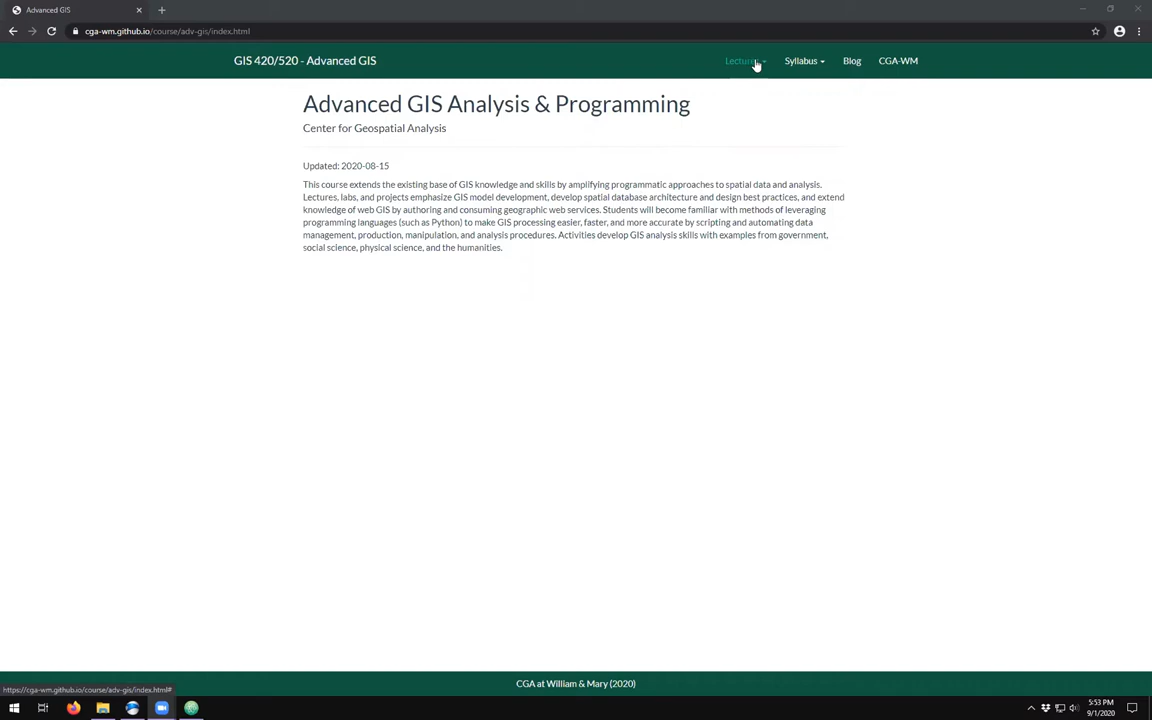 Advanced GIS
cga-wm.github.io/course/adv-gis/index.html
GIS 420/520 - Advanced GIS
Lectures
Syllabus
Blog
CGA-WM
Advanced GIS Analysis & Programming
Center for Geospatial Analysis
Updated: 2020-08-15
This course extends the existing base of GIS knowledge and skills by amplifying programmatic approaches to spatial data and analysis.
Lectures, labs, and projects emphasize GIS model development, develop spatial database architecture and design best practices, and extend
knowledge of web GIS by authoring and consuming geographic web services. Students will become familiar with methods of leveraging
programming languages (such as Python) to make GIS processing easier, faster, and more accurate by scripting and automating data
management, production, manipulation, and analysis procedures. Activities develop GIS analysis skills with examples from government,
social science, physical science, and the humanities.
CGA at William & Mary (2020)
https://cga-wm.github.io/course/adv-gis/index.html#
5:53 PM
9/1/2020